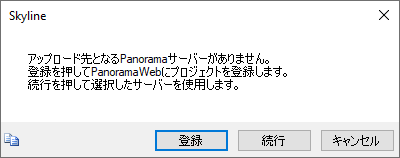 Skyline
アップロード先となるPanoramaサーバーがありません。
登録を押してPanoramaWebにプロジェクトを登録します。
続行を押して選択したサーバーを使用します。
登録
続行
キャンセル